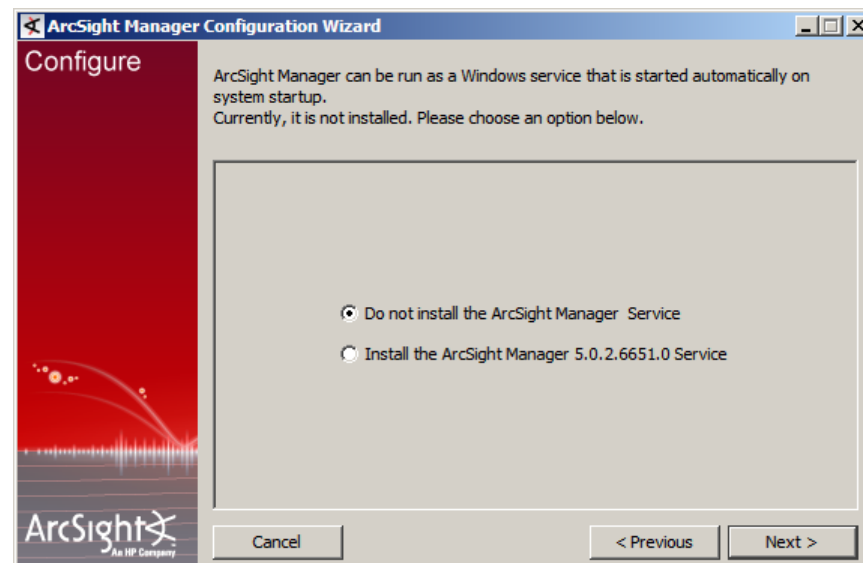 ArcSight Manager Configuration Wizard
Configure
ArcSight Manager can be run as a Windows service that is started automatically on
system startup.
Currently, it is not installed. Please choose an option below.
Do not install the ArcSight Manager  Service
Install the ArcSight Manager 5.0.2.6651.0 Service
ArcSight
An HP Company
Cancel
< Previous
Next >